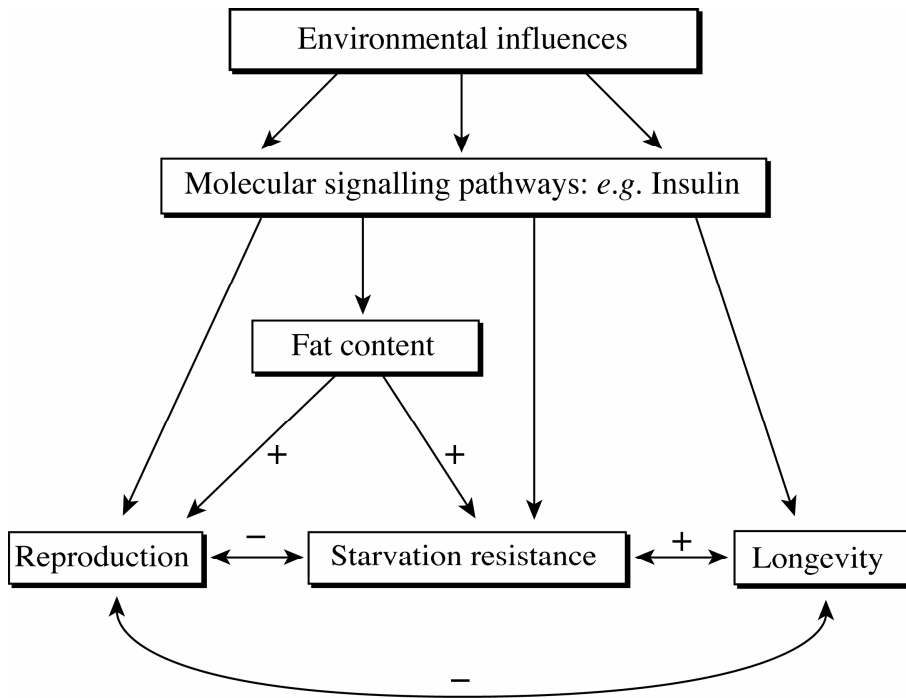 Environmental influences
Molecular signalling pathways: e.g. Insulin
Fat content
+ +
Reproduction − Starvation resistance + Longevity
−